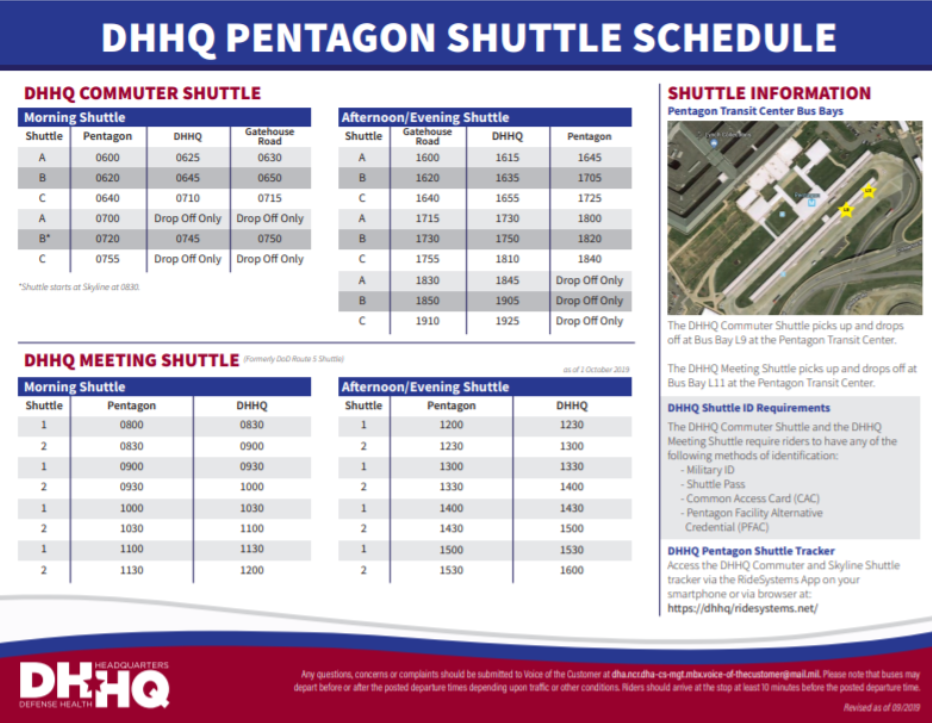 DHHQ PENTAGON SHUTTLE SCHEDULE
DHHQ COMMUTER SHUTTLE
Morning Shuttle
Shuttle Pentagon DHHQ Gatehouse Road
A 0600 0625 0630
B 0620 0645 0650
C 0640 0710 0715
A 0700 Drop Off Only Drop Off Only
B* 0720 0745 0750
C 0755 Drop Off Only Drop Off Only
*Shuttle starts at Skyline at 0830.
Afternoon/Evening Shuttle
Shuttle Gatehouse Road DHHQ Pentagon
A 1600 1615 1645
B 1620 1635 1705
C 1640 1655 1725
A 1715 1730 1800
B 1730 1750 1820
C 1755 1810 1840
A 1830 1845 Drop Off Only
B 1850 1905 Drop Off Only
C 1910 1925 Drop Off Only
DHHQ MEETING SHUTTLE (Formerly DoD Route 5 Shuttle)
as of 1 October 2019
Morning Shuttle
Shuttle Pentagon DHHQ
1 0800 0830
2 0830 0900
1 0900 0930
2 0930 1000
1 1000 1030
2 1030 1100
1 1100 1130
2 1130 1200
Afternoon/Evening Shuttle
Shuttle Pentagon DHHQ
1 1200 1230
2 1230 1300
1 1300 1330
2 1330 1400
1 1400 1430
2 1430 1500
1 1500 1530
2 1530 1600
SHUTTLE INFORMATION
Pentagon Transit Center Bus Bays
The DHHQ Commuter Shuttle picks up and drops
off at Bus Bay L9 at the Pentagon Transit Center.
The DHHQ Meeting Shuttle picks up and drops off at
Bus Bay L11 at the Pentagon Transit Center.
DHHQ Shuttle ID Requirements
The DHHQ Commuter Shuttle and the DHHQ
Meeting Shuttle require riders to have any of the
following methods of identification:
- Military ID
- Shuttle Pass
- Common Access Card (CAC)
- Pentagon Facility Alternative
Credential (PFAC)
DHHQ Pentagon Shuttle Tracker
Access the DHHQ Commuter and Skyline Shuttle
tracker via the RideSystems App on your
smartphone or via browser at:
https://dhhq/ridesystems.net/
DHHQ
HEADQUARTERS
DEFENSE HEALTH
Any questions, concerns or complaints should be submitted to Voice of the Customer at dha.ncr.dha-cs-mgt.mbx.voice-of-thecustomer@mail.mil. Please note that buses may
depart before or after the posted departure times depending upon traffic or other conditions. Riders should arrive at the stop at least 10 minutes before the posted departure time.
Revised as of 09/2019